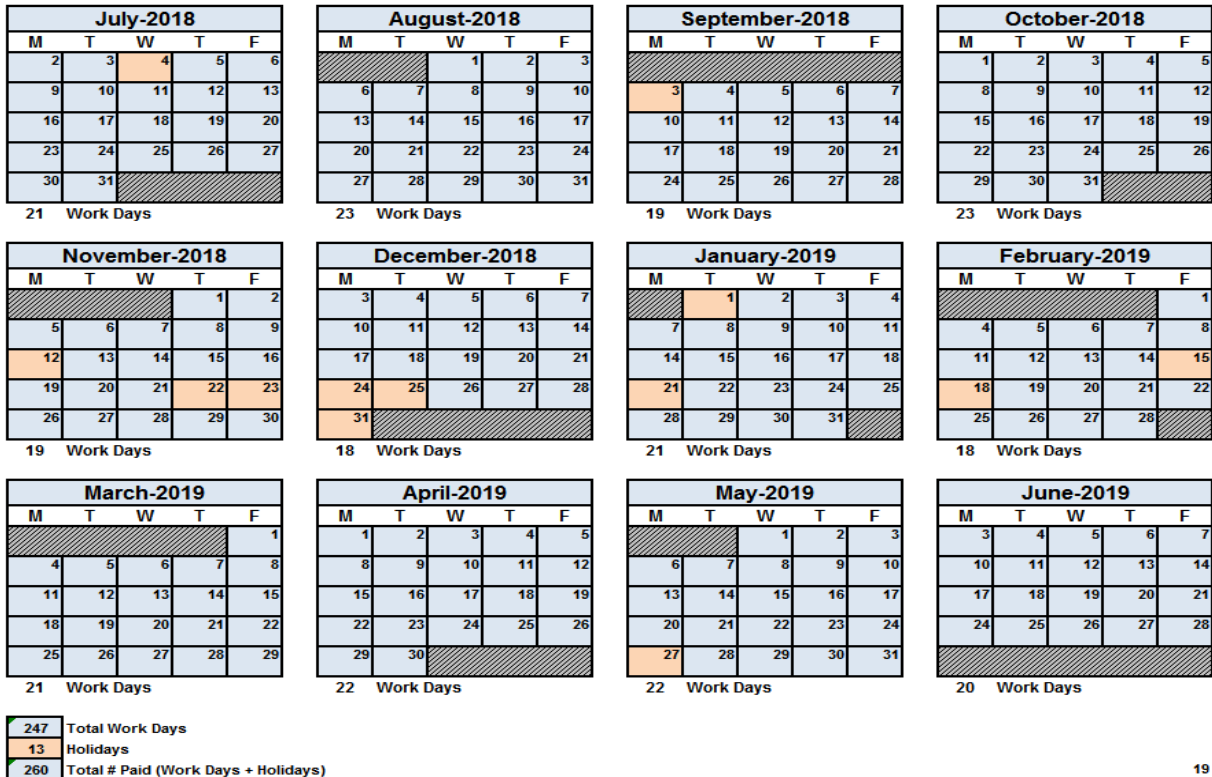 July-2018 August-2018 September-2018 October-2018
M T W T F M T W T F M T W T F M T W T F
2 3 4 5 6 1 2 3 1 2 3 4 5
9 10 11 12 13 6 7 8 9 10 3 4 5 6 7 8 9 10 11 12
16 17 18 19 20 13 14 15 16 17 10 11 12 13 14 15 16 17 18 19
23 24 25 26 27 20 21 22 23 24 17 18 19 20 21 22 23 24 25 26
30 31 27 28 29 30 31 24 25 26 27 28 29 30 31
21 Work Days 23 Work Days 19 Work Days 23 Work Days
November-2018 December-2018 January-2019 February-2019
M T W T F M T W T F M T W T F M T W T F
1 2 3 4 5 6 7 1 2 3 4 1
5 6 7 8 9 10 11 12 13 14 7 8 9 10 11 4 5 6 7 8
12 13 14 15 16 17 18 19 20 21 14 15 16 17 18 11 12 13 14 15
19 20 21 22 23 24 25 26 27 28 21 22 23 24 25 18 19 20 21 22
26 27 28 29 30 31 28 29 30 31 25 26 27 28
19 Work Days 18 Work Days 21 Work Days 18 Work Days
March-2019 April-2019 May-2019 June-2019
M T W T F M T W T F M T W T F M T W T F
1 1 2 3 4 5 1 2 3 3 4 5 6 7
4 5 6 7 8 8 9 10 11 12 6 7 8 9 10 10 11 12 13 14
11 12 13 14 15 15 16 17 18 19 13 14 15 16 17 17 18 19 20 21
18 19 20 21 22 22 23 24 25 26 20 21 22 23 24 24 25 26 27 28
25 26 27 28 29 29 30 27 28 29 30 31
21 Work Days 22 Work Days 22 Work Days 20 Work Days
247 Total Work Days
13 Holidays
260 Total # Paid (Work Days + Holidays) 19